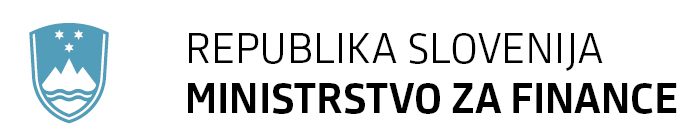 REPUBLIKA SLOVENIJA
MINISTRSTVO ZA FINANCE